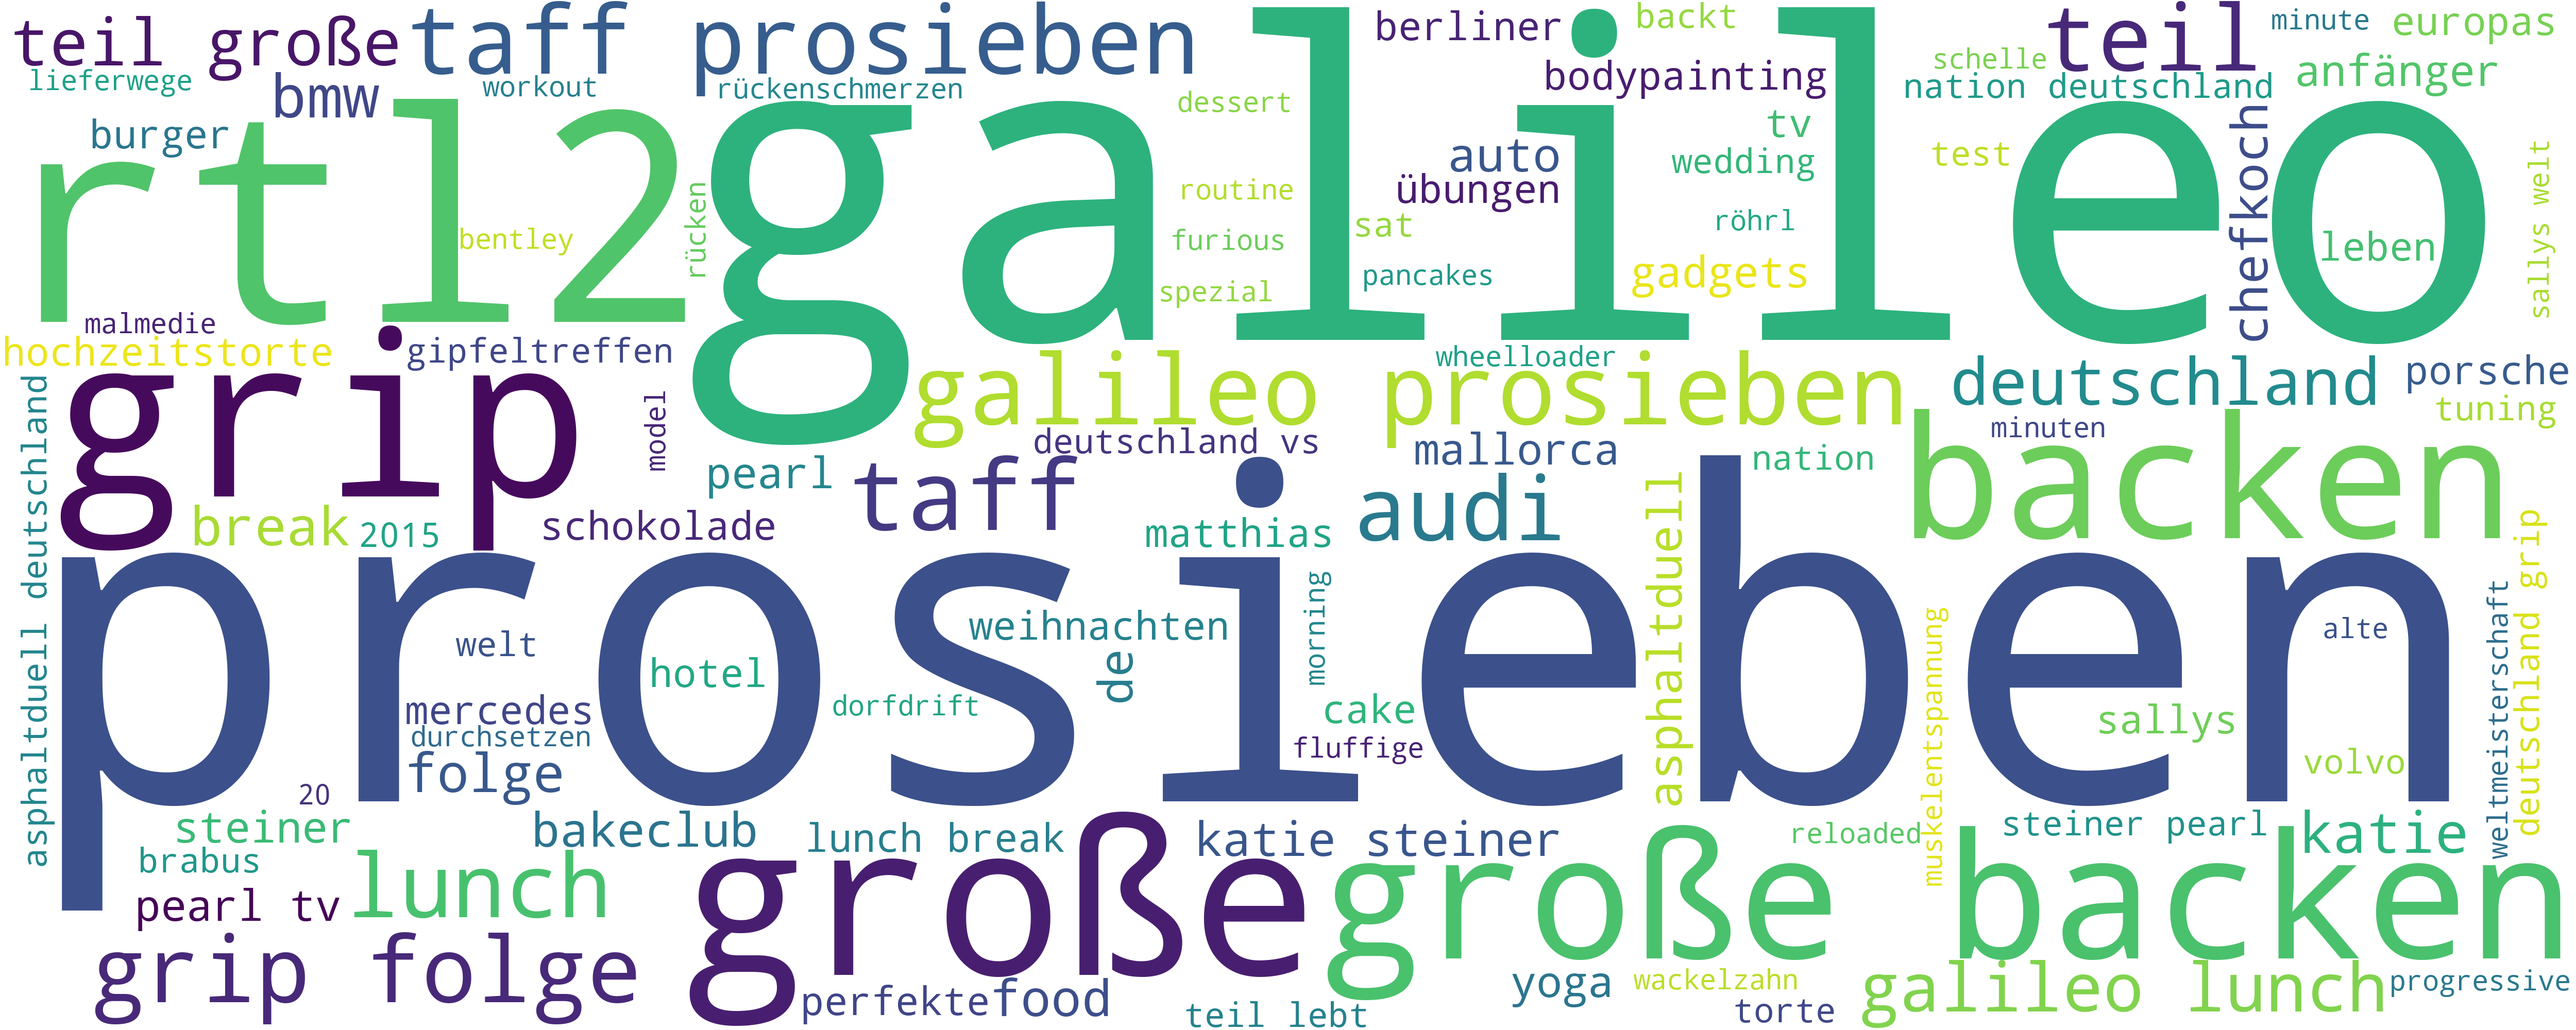 teil große
taff prosieben
galileo
berliner
backt
teil
minute
europas
lieferwege
bmw
workout
rückenschmerzen
bodypainting
schelle
nation deutschland
anfänger
burger
rtl2
dessert
auto
tv
wedding
test
chefkoch
sallys welt
rücken
routine
übungen
bentley
furious
sat
röhrl
leben
spezial
pancakes
gadgets
malmedie
hochzeitstorte
gipfeltreffen
wheelloader
grip
galileo prosieben
deutschland
porsche
tuning
asphaltduell deutschland
model
pearl
deutschland vs
taff
mallorca
audi
nation
minuten
backen
break
2015
schokolade
matthias
asphaltduell
deutschland grip
prosieben
welt
hotel
weihnachten
de
morning
alte
weltmeisterschaft
mercedes
durchsetzen
folge
dorfdrift
cake
fluffige
muskelentspannung
sallys
volvo
20
steiner
bakeclub
lunch break
katie steiner
reloaded
steiner pearl
katie
brabus
pearl tv
lunch
große
große backen
grip folge
perfekte
food
teil lebt
yoga
wackelzahn
torte
galileo lunch
progressive